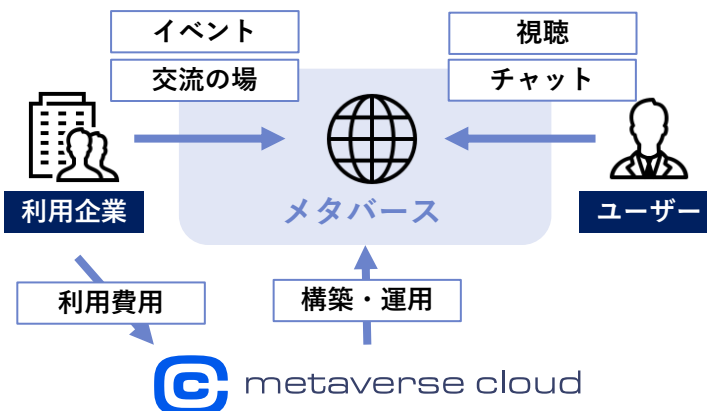 イベント
視聴
交流の場
チャット
利用企業
メタバース
ユーザー
利用費用
構築・運用
metaverse cloud